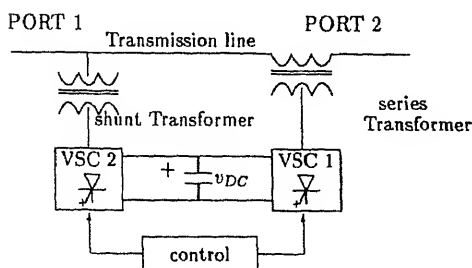 PORT 1
PORT 2
Transmission line
shunt Transformer
series
Transformer
VSC 2
VSC 1
+
v_DC
+
+
control